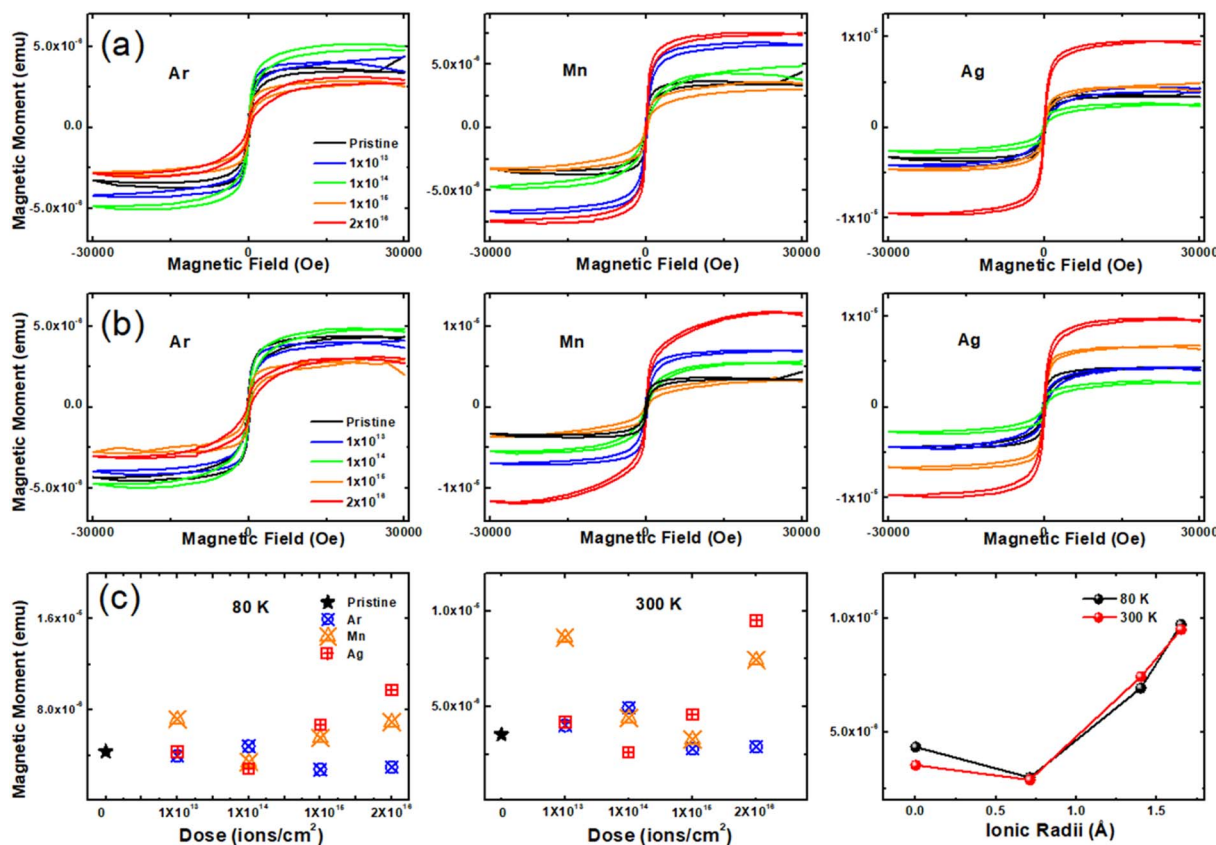 (a)
Ar
Mn
Ag
Magnetic Moment (emu)
5.0x10⁻⁶
0.0
-5.0x10⁻⁶
Pristine
1x10¹³
1x10¹⁴
1x10¹⁵
2x10¹⁶
-30000 0 30000
Magnetic Field (Oe)
5.0x10⁻⁶
0.0
-5.0x10⁻⁶
-30000 0 30000
Magnetic Field (Oe)
1x10⁻⁵
0
-1x10⁻⁵
-30000 0 30000
Magnetic Field (Oe)
(b)
Ar
Mn
Ag
Magnetic Moment (emu)
5.0x10⁻⁶
0.0
-5.0x10⁻⁶
Pristine
1x10¹³
1x10¹⁴
1x10¹⁵
2x10¹⁶
-30000 0 30000
Magnetic Field (Oe)
1x10⁻⁵
0
-1x10⁻⁵
-30000 0 30000
Magnetic Field (Oe)
1x10⁻⁵
0
-1x10⁻⁵
-30000 0 30000
Magnetic Field (Oe)
(c)
80 K
Magnetic Moment (emu)
1.6x10⁻⁵
8.0x10⁻⁶
Pristine
Ar
Mn
Ag
0 1X10¹³ 1X10¹⁴ 1X10¹⁵ 2X10¹⁶
Dose (ions/cm²)
300 K
1.0x10⁻⁵
5.0x10⁻⁶
0 1X10¹³ 1X10¹⁴ 1X10¹⁵ 2X10¹⁶
Dose (ions/cm²)
80 K
300 K
1.0x10⁻⁵
5.0x10⁻⁶
0.0 0.5 1.0 1.5
Ionic Radii (Å)